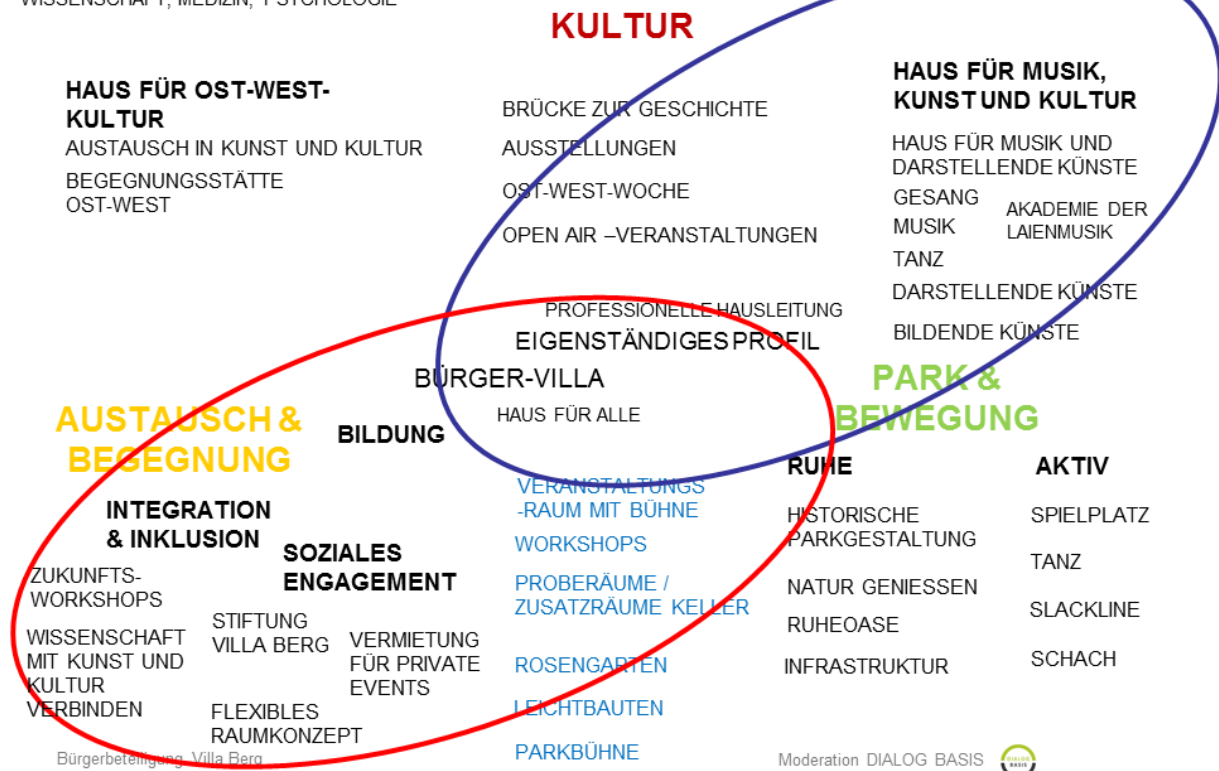 WISSENSCHAFT, MEDIZIN, PSYCHOLOGIE
KULTUR
HAUS FÜR OST-WEST-
KULTUR
AUSTAUSCH IN KUNST UND KULTUR
BEGEGNUNGSSTÄTTE
OST-WEST
BRÜCKE ZUR GESCHICHTE
AUSSTELLUNGEN
OST-WEST-WOCHE
OPEN AIR –VERANSTALTUNGEN
HAUS FÜR MUSIK,
KUNST UND KULTUR
HAUS FÜR MUSIK UND
DARSTELLENDE KÜNSTE
GESANG
MUSIK
AKADEMIE DER
LAIENMUSIK
TANZ
DARSTELLENDE KÜNSTE
BILDENDE KÜNSTE
PROFESSIONELLE HAUSLEITUNG
EIGENSTÄNDIGES PROFIL
BÜRGER-VILLA
HAUS FÜR ALLE
AUSTAUSCH &
BEGEGNUNG
BILDUNG
INTEGRATION
& INKLUSION
SOZIALES
ENGAGEMENT
ZUKUNFTS-
WORKSHOPS
WISSENSCHAFT
MIT KUNST UND
KULTUR
VERBINDEN
STIFTUNG
VILLA BERG
FLEXIBLES
RAUMKONZEPT
VERMIETUNG
FÜR PRIVATE
EVENTS
VERANSTALTUNGS
-RAUM MIT BÜHNE
WORKSHOPS
PROBERÄUME /
ZUSATZRÄUME KELLER
ROSENGARTEN
LEICHTBAUTEN
PARKBÜHNE
PARK &
BEWEGUNG
RUHE
HISTORISCHE
PARKGESTALTUNG
NATUR GENIESSEN
RUHEOASE
INFRASTRUKTUR
AKTIV
SPIELPLATZ
TANZ
SLACKLINE
SCHACH
Bürgerbeteiligung Villa Berg
Moderation DIALOG BASIS
DIALOG
BASIS